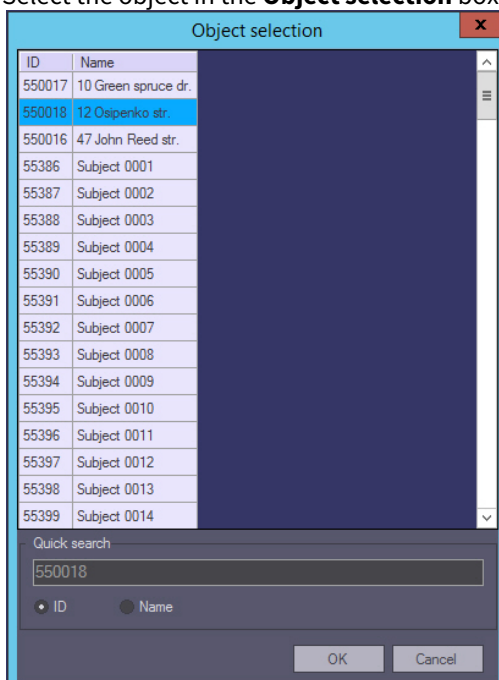 Select the object in the Object selection box
Object selection
x
ID Name
550017 10 Green spruce dr.
550018 12 Osipenko str.
550016 47 John Reed str.
55386 Subject 0001
55387 Subject 0002
55388 Subject 0003
55389 Subject 0004
55390 Subject 0005
55391 Subject 0006
55392 Subject 0007
55393 Subject 0008
55394 Subject 0009
55395 Subject 0010
55396 Subject 0011
55397 Subject 0012
55398 Subject 0013
55399 Subject 0014
Quick search
550018
ID Name
OK Cancel